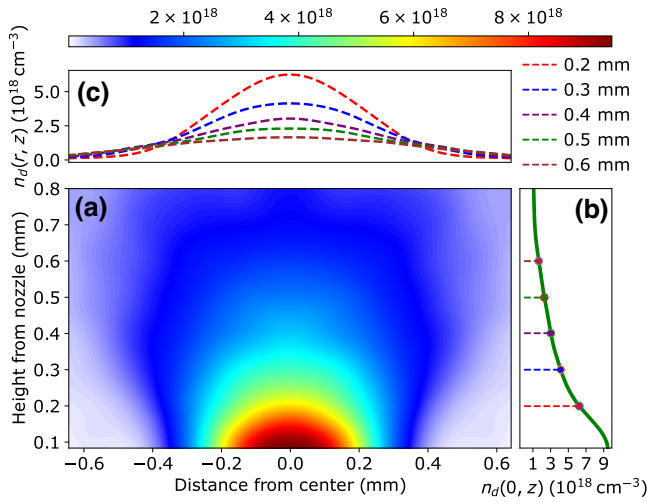 2 × 10^18 4 × 10^18 6 × 10^18 8 × 10^18
n_d(r, z) (10^18 cm^−3)
5.0
2.5
0.0
(c)
0.2 mm
0.3 mm
0.4 mm
0.5 mm
0.6 mm
Height from nozzle (mm)
0.8
0.7
0.6
0.5
0.4
0.3
0.2
0.1
(a)
(b)
−0.6 −0.4 −0.2 0.0 0.2 0.4 0.6
Distance from center (mm)
1 3 5 7 9
n_d(0, z) (10^18 cm^−3)